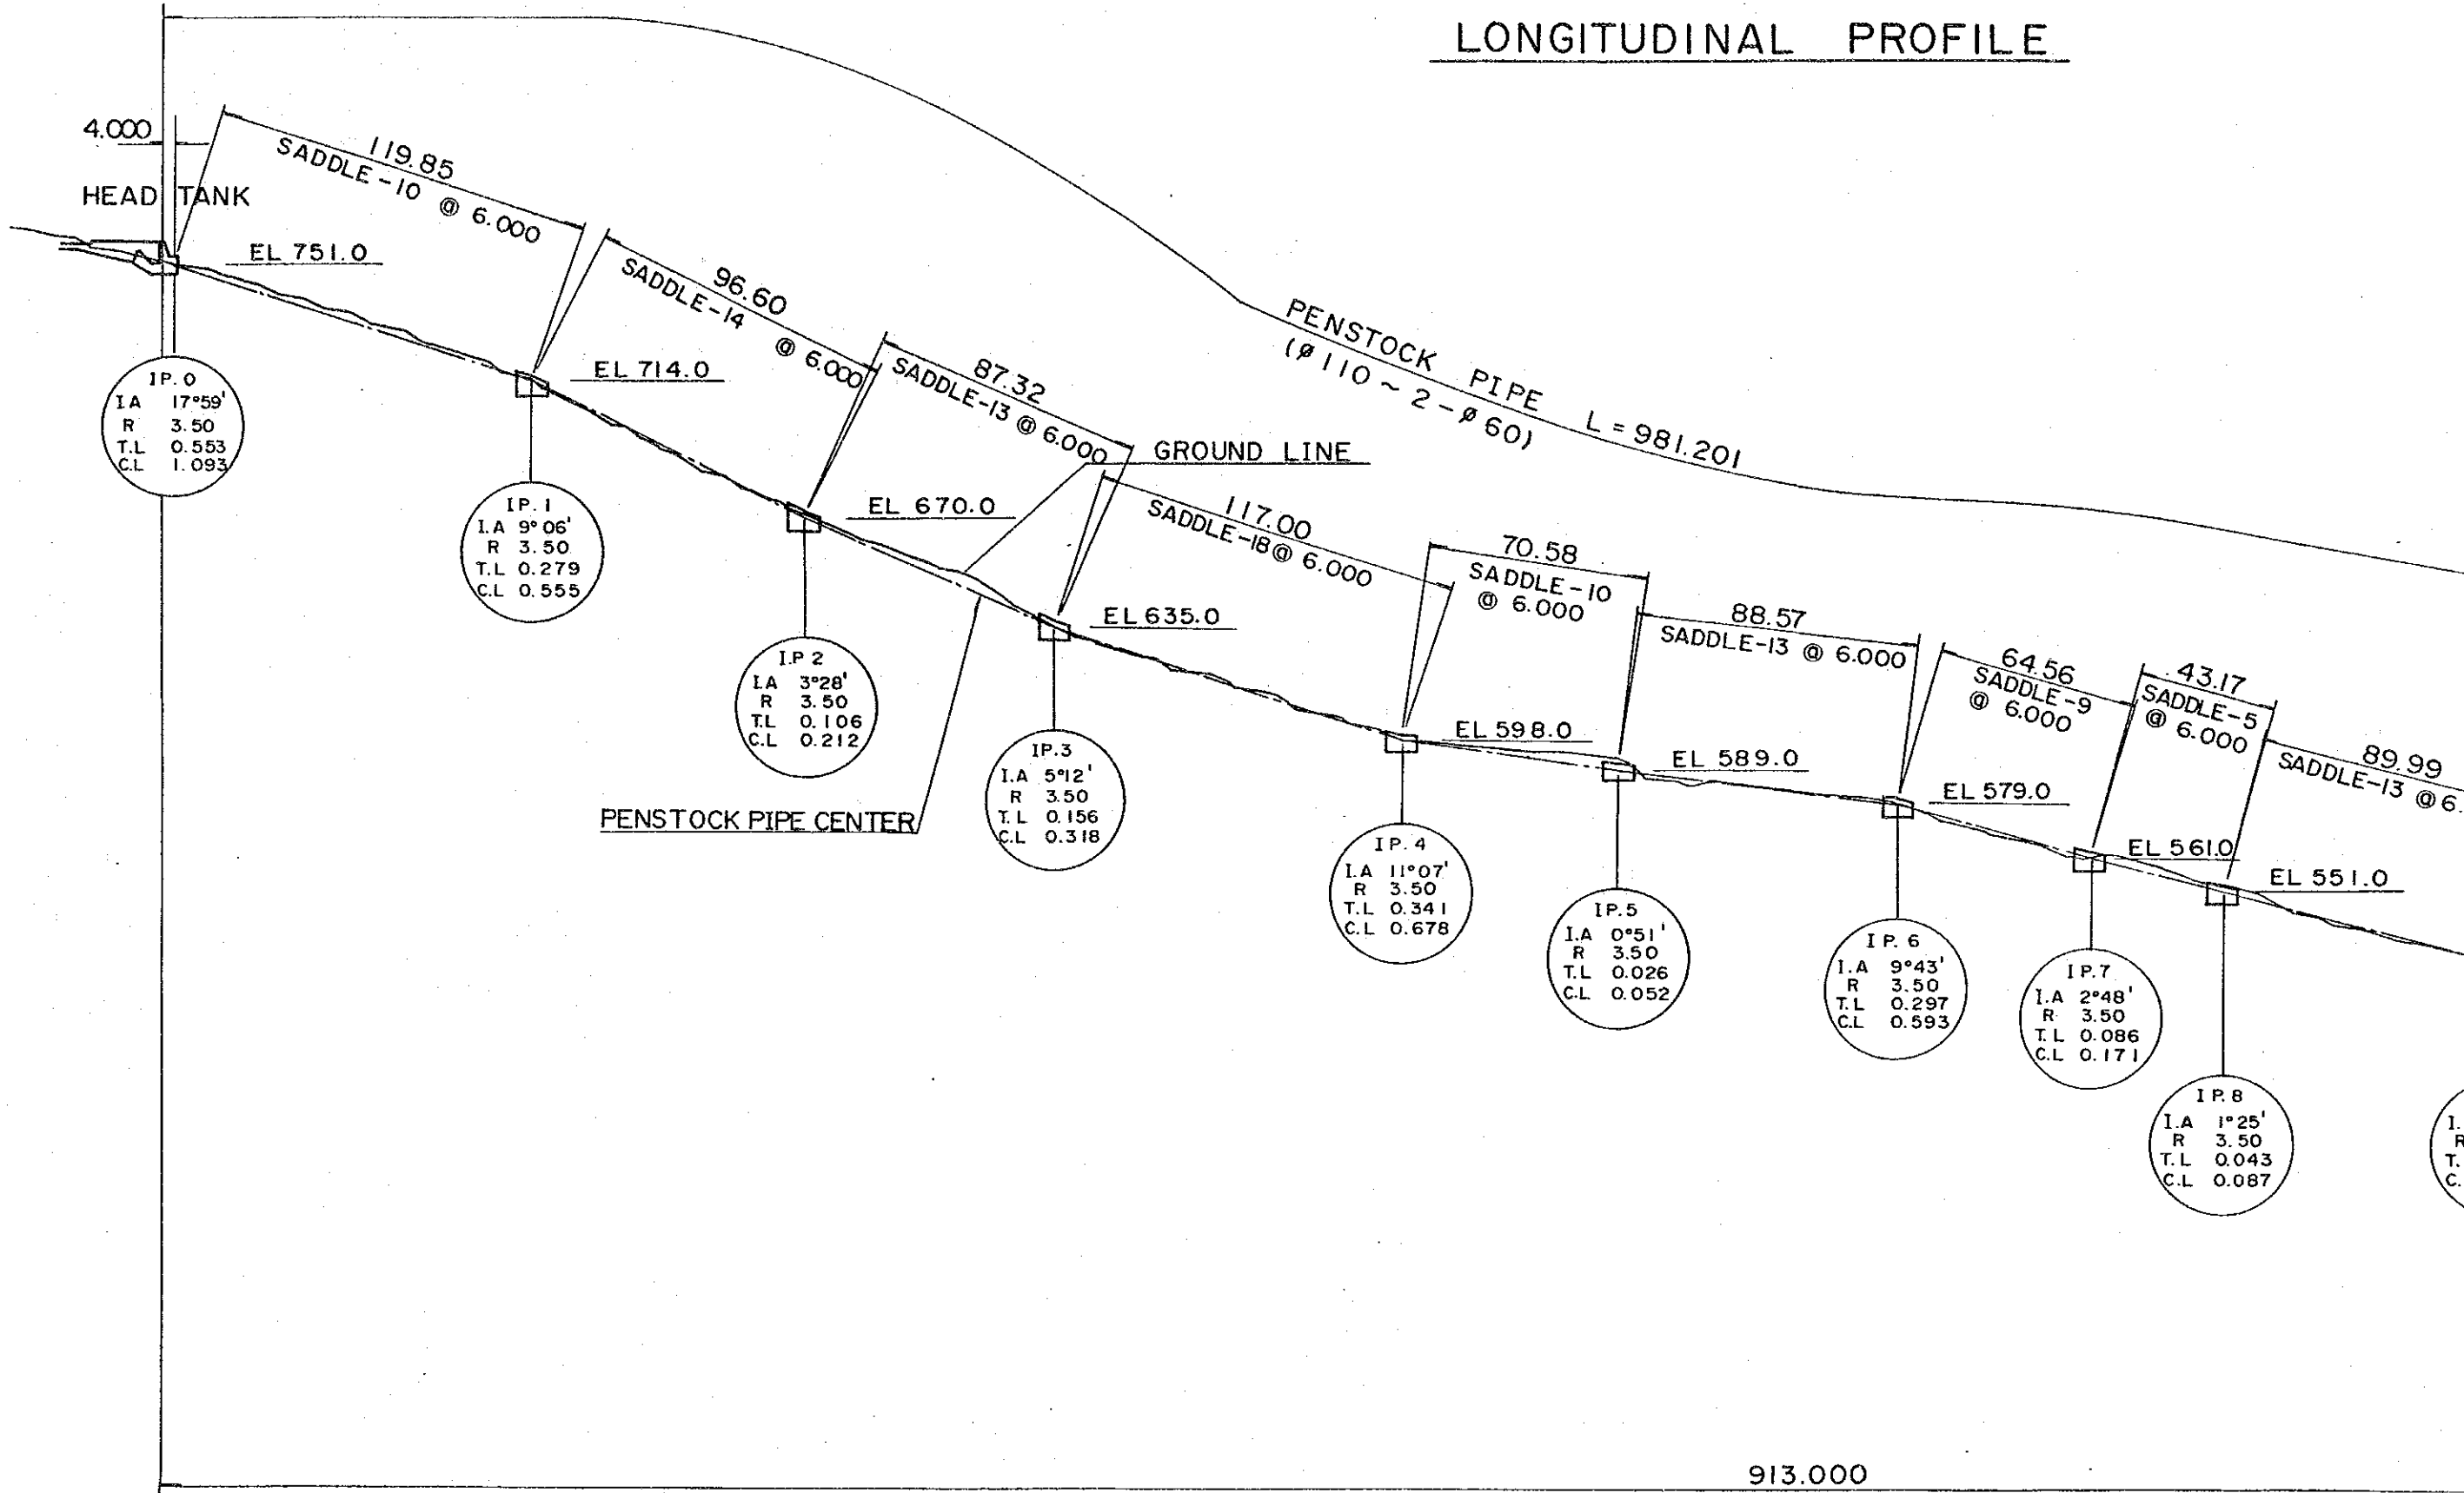 LONGITUDINAL PROFILE
4.000
HEAD TANK
119.85
SADDLE-10 @ 6.000
EL 751.0
96.60
SADDLE-14
@ 6.000
EL 714.0
87.32
SADDLE-13 @ 6.000
GROUND LINE
PENSTOCK PIPE L = 981.201
(ø110 ~ 2-ø60)
EL 670.0
117.00
SADDLE-18 @ 6.000
EL 635.0
70.58
SADDLE-10
@ 6.000
EL 598.0
88.57
SADDLE-13 @ 6.000
EL 589.0
64.56
SADDLE-9
@ 6.000
EL 579.0
43.17
SADDLE-5
@ 6.000
EL 561.0
89.99
SADDLE-13 @ 6.
EL 551.0
PENSTOCK PIPE CENTER
IP. 0
I.A 17°59'
R 3.50
T.L 0.553
C.L 1.093
IP. 1
I.A 9°06'
R 3.50
T.L 0.279
C.L 0.555
I.P 2
I.A 3°28'
R 3.50
T.L 0.106
C.L 0.212
IP.3
I.A 5°12'
R 3.50
T.L 0.156
C.L 0.318
IP. 4
I.A 11°07'
R 3.50
T.L 0.341
C.L 0.678
IP.5
I.A 0°51'
R 3.50
T.L 0.026
C.L 0.052
IP. 6
I.A 9°43'
R 3.50
T.L 0.297
C.L 0.593
IP.7
I.A 2°48'
R 3.50
T.L 0.086
C.L 0.171
IP. 8
I.A 1°25'
R 3.50
T.L 0.043
C.L 0.087
I.
R
T.
C.
913.000